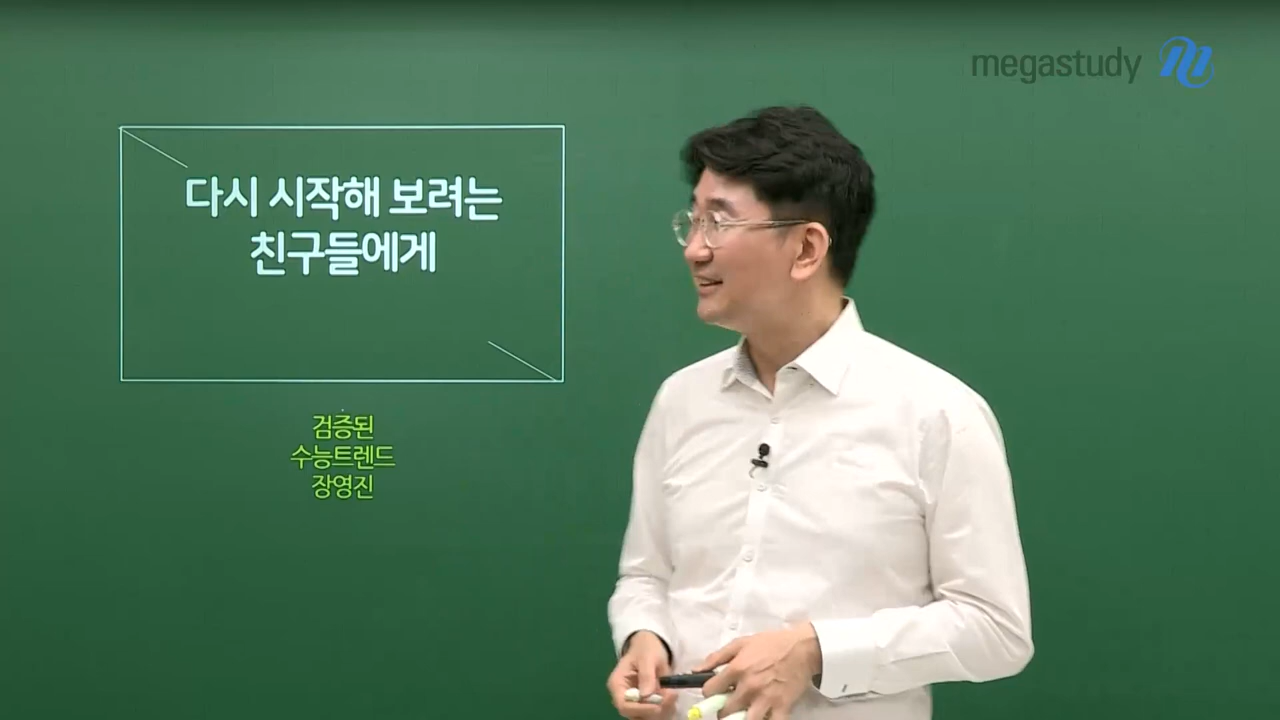 megastudy
다시 시작해 보려는
친구들에게
검증된
수능트렌드
장영진